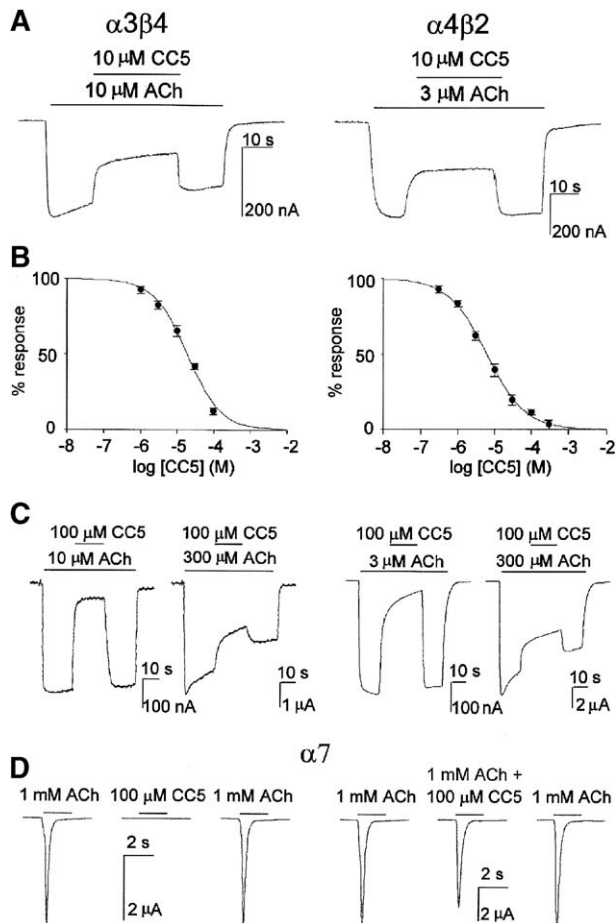 A
α3β4 α4β2
10 μM CC5 10 μM CC5
10 μM ACh 3 μM ACh
10 s 10 s
200 nA 200 nA
B
100 100
% response % response
50 50
0 0
-8 -7 -6 -5 -4 -3 -2 -8 -7 -6 -5 -4 -3 -2 -1
log [CC5] (M) log [CC5] (M)
C
100 μM CC5 100 μM CC5 100 μM CC5 100 μM CC5
10 μM ACh 300 μM ACh 3 μM ACh 300 μM ACh
10 s 10 s 10 s 10 s
100 nA 1 μA 100 nA 2 μA
α7
D
1 mM ACh 100 μM CC5 1 mM ACh 1 mM ACh 1 mM ACh + 100 μM CC5 1 mM ACh
2 s 2 s
2 μA 2 μA